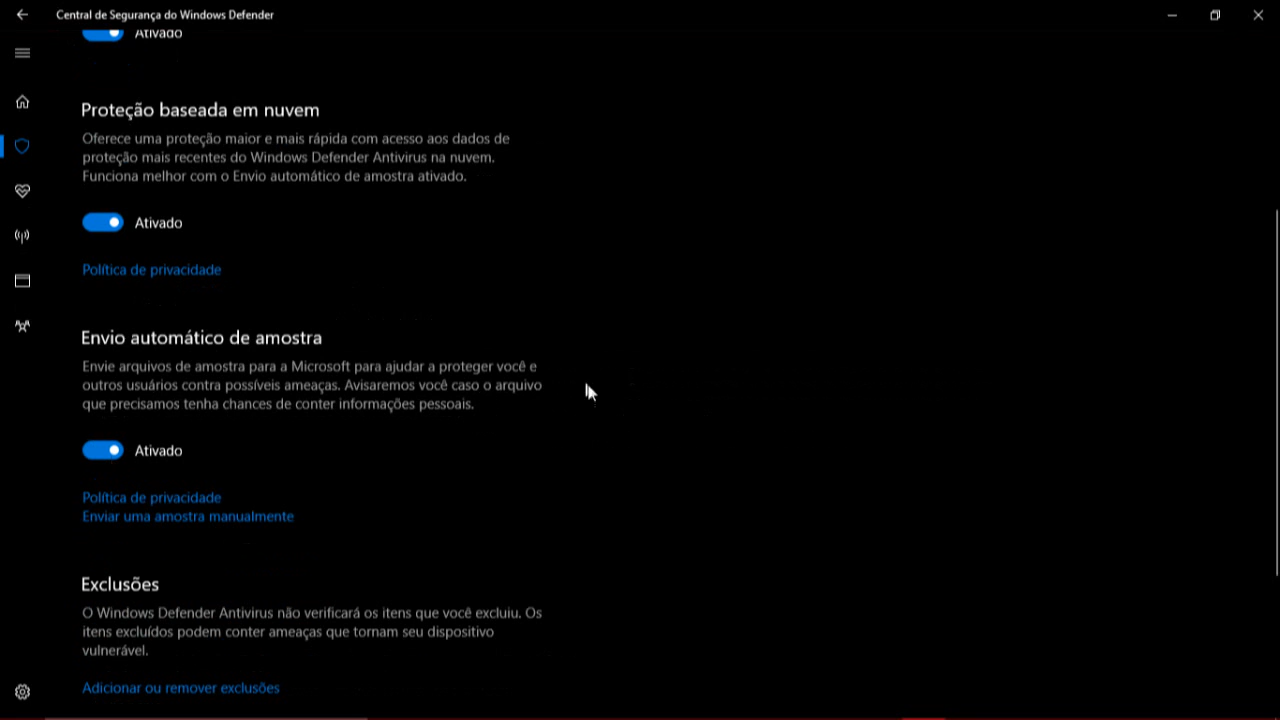 Central de Segurança do Windows Defender
Ativado
Proteção baseada em nuvem
Oferece uma proteção maior e mais rápida com acesso aos dados de
proteção mais recentes do Windows Defender Antivirus na nuvem.
Funciona melhor com o Envio automático de amostra ativado.
Ativado
Política de privacidade
Envio automático de amostra
Envie arquivos de amostra para a Microsoft para ajudar a proteger você e
outros usuários contra possíveis ameaças. Avisaremos você caso o arquivo
que precisamos tenha chances de conter informações pessoais.
Ativado
Política de privacidade
Enviar uma amostra manualmente
Exclusões
O Windows Defender Antivirus não verificará os itens que você excluiu. Os
itens excluídos podem conter ameaças que tornam seu dispositivo
vulnerável.
Adicionar ou remover exclusões